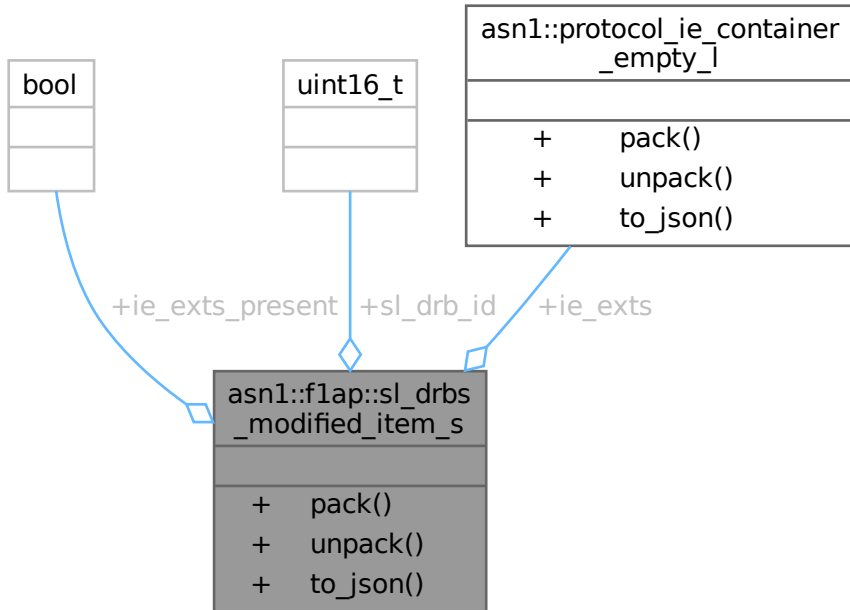 asn1::protocol_ie_container
_empty_l
bool
uint16_t
+ pack()
+ unpack()
+ to_json()
+ie_exts_present
+sl_drb_id
+ie_exts
asn1::f1ap::sl_drbs
_modified_item_s
+ pack()
+ unpack()
+ to_json()